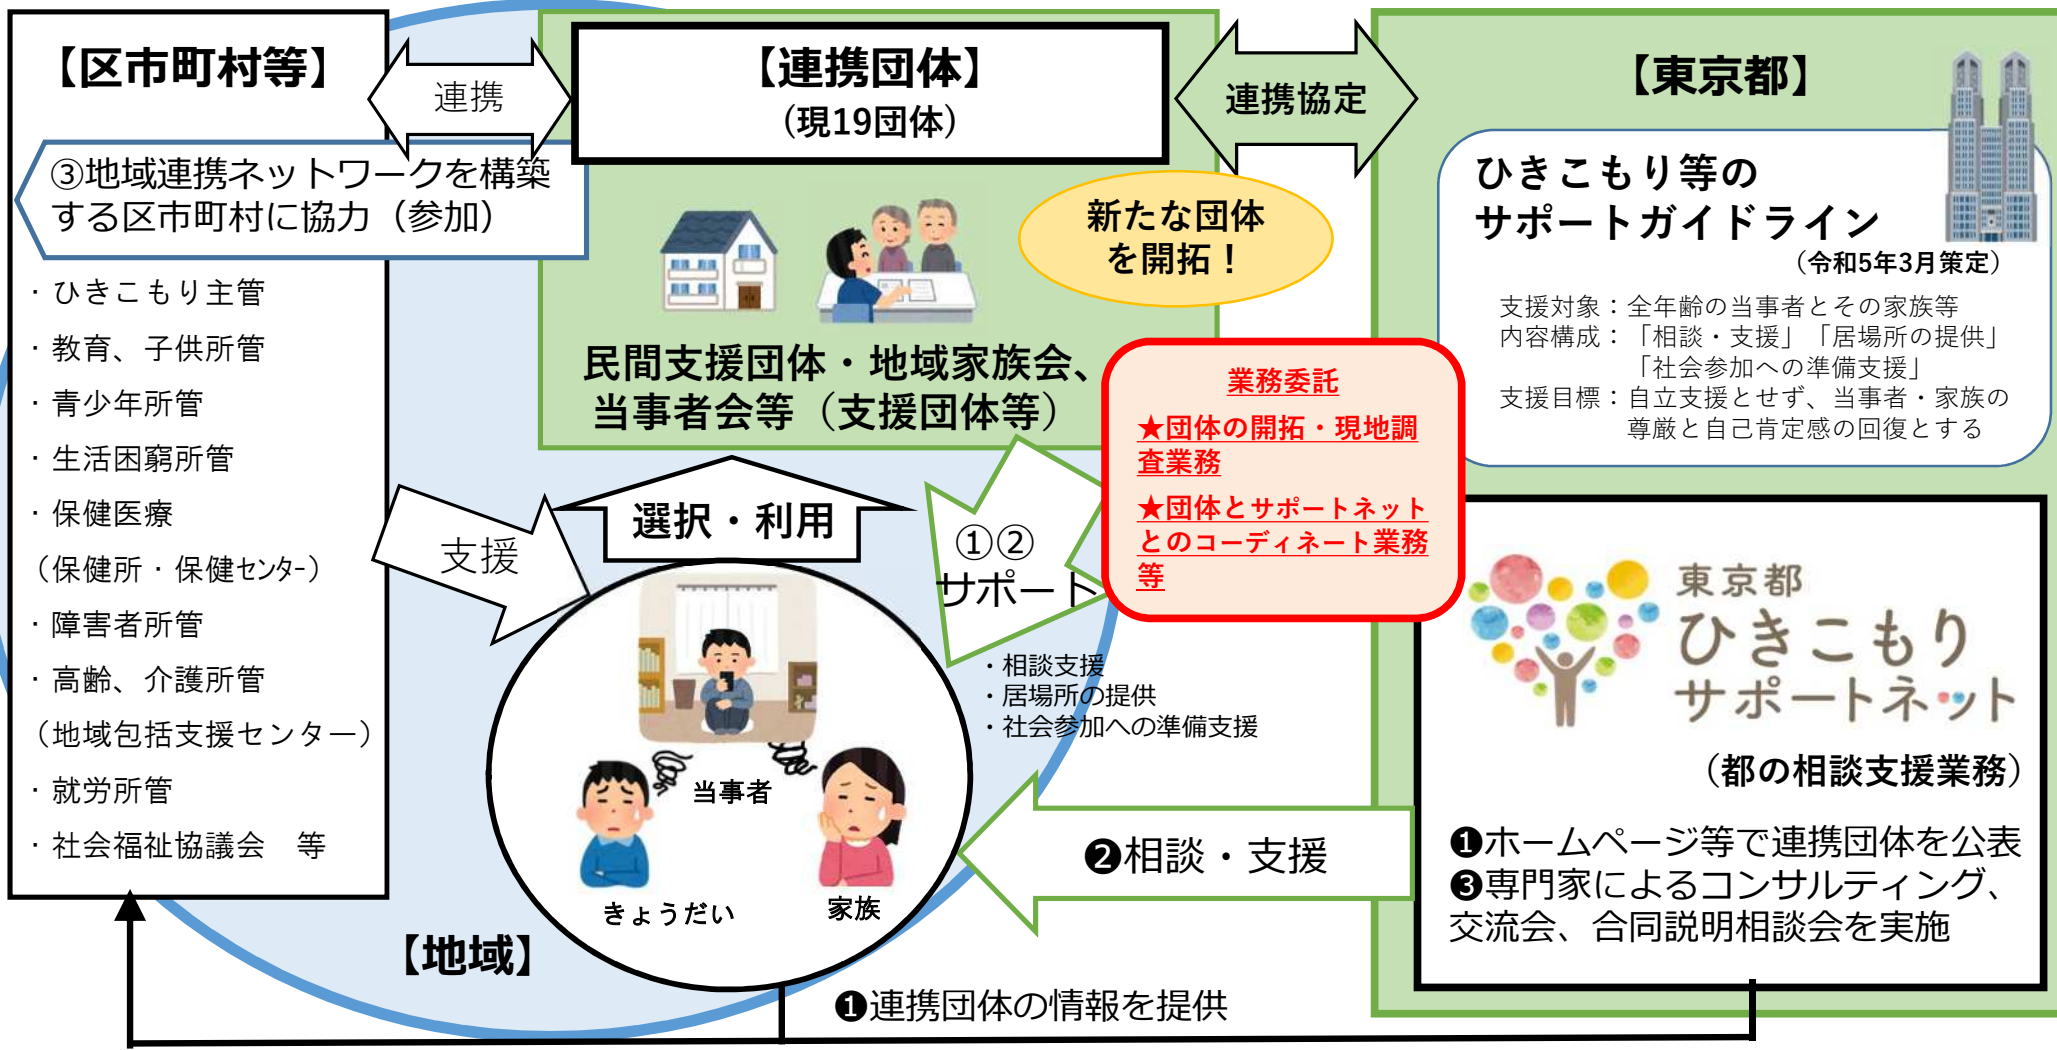 【区市町村等】
連携
③地域連携ネットワークを構築
する区市町村に協力（参加）
・ひきこもり主管
・教育、子供所管
・青少年所管
・生活困窮所管
・保健医療
（保健所・保健センター）
・障害者所管
・高齢、介護所管
（地域包括支援センター）
・就労所管
・社会福祉協議会　等
【連携団体】
（現19団体）
新たな団体
を開拓！
民間支援団体・地域家族会、
当事者会等（支援団体等）
連携協定
【東京都】
ひきこもり等の
サポートガイドライン
（令和5年3月策定）
支援対象：全年齢の当事者とその家族等
内容構成：「相談・支援」「居場所の提供」
「社会参加への準備支援」
支援目標：自立支援とせず、当事者・家族の
尊厳と自己肯定感の回復とする
業務委託
★団体の開拓・現地調
査業務
★団体とサポートネット
とのコーディネート業務
等
支援
選択・利用
①②
サポート
・相談支援
・居場所の提供
・社会参加への準備支援
当事者
きょうだい
家族
【地域】
❷相談・支援
東京都
ひきこもり
サポートネット
（都の相談支援業務）
❶ホームページ等で連携団体を公表
❸専門家によるコンサルティング、
交流会、合同説明相談会を実施
❶連携団体の情報を提供